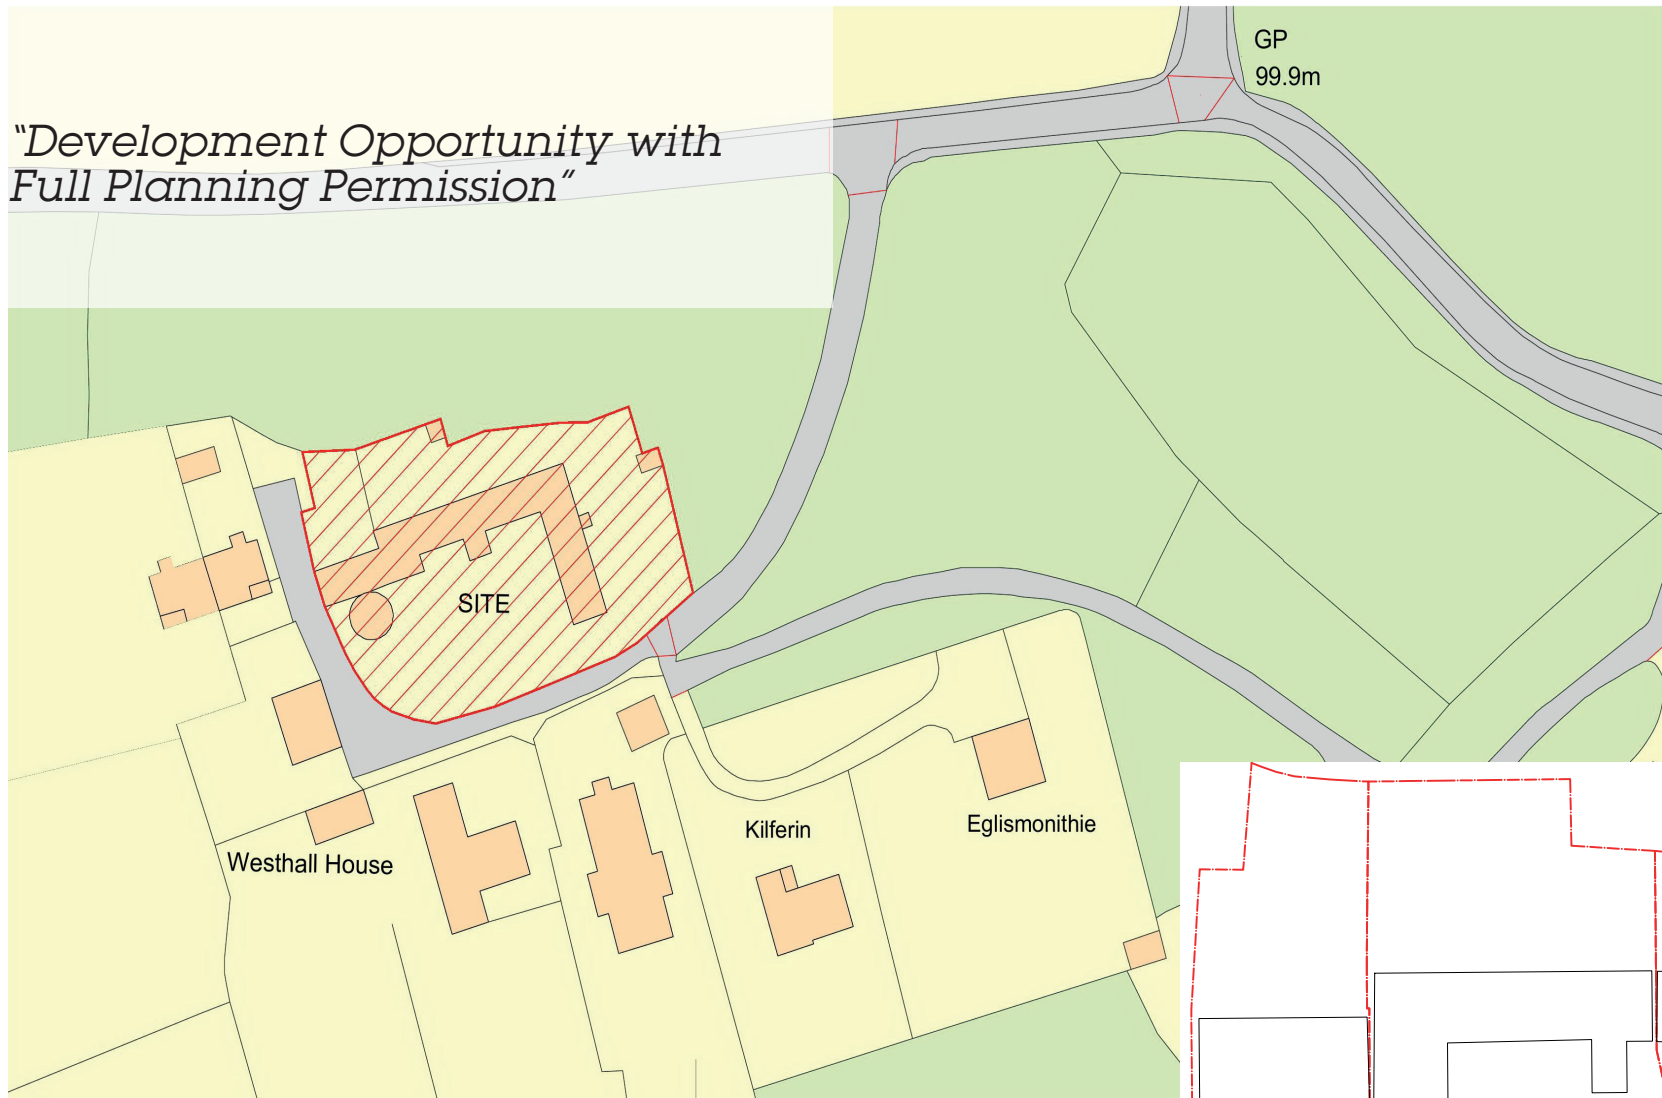 GP
99.9m
“Development Opportunity with
Full Planning Permission”
SITE
Kilferin
Eglismonithie
Westhall House